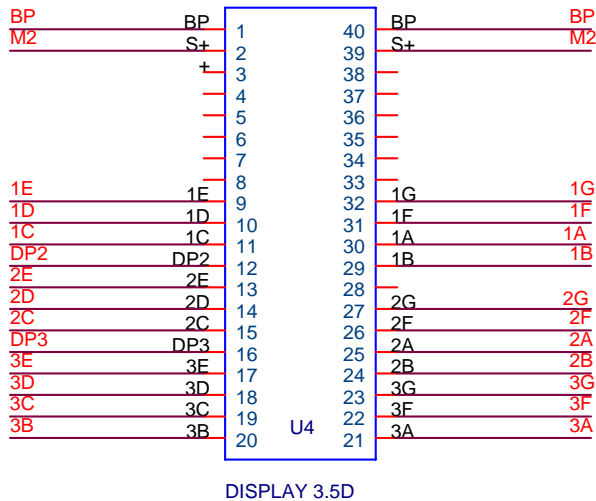 BP BP 1 40 BP BP
M2 S+ 2 39 S+ M2
+ 3 38
4 37
5 36
6 35
7 34
8 33
1E 1E 9 32 1G 1G
1D 1D 10 31 1F 1F
1C 1C 11 30 1A 1A
DP2 DP2 12 29 1B 1B
2E 2E 13 28
2D 2D 14 27 2G 2G
2C 2C 15 26 2F 2F
DP3 DP3 16 25 2A 2A
3E 3E 17 24 2B 2B
3D 3D 18 23 3G 3G
3C 3C 19 22 3F 3F
3B 3B 20 21 3A 3A
U4
DISPLAY 3.5D